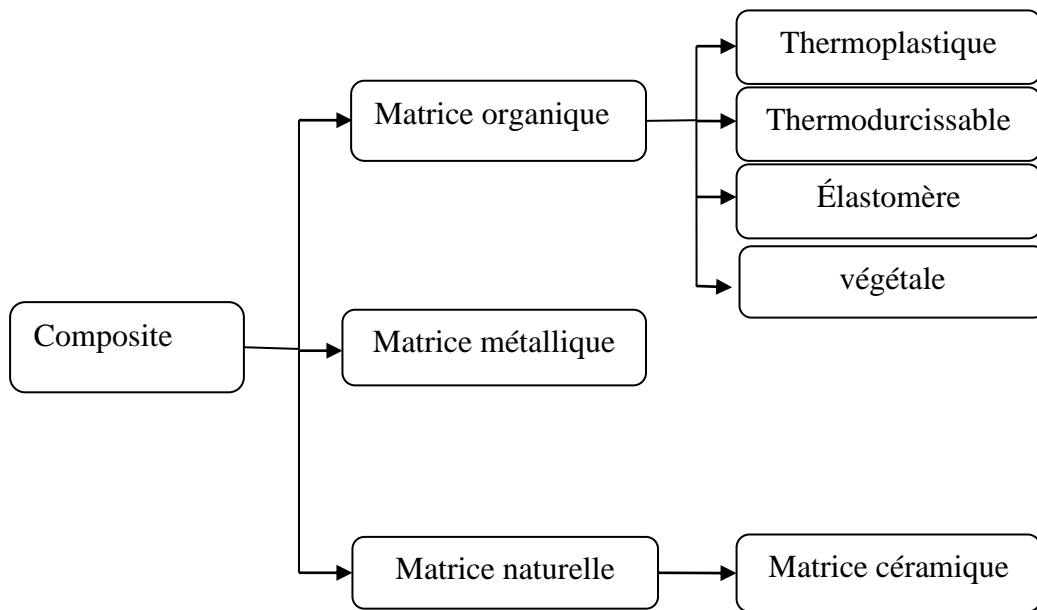 Thermoplastique
Matrice organique
Thermodurcissable
Élastomère
végétale
Composite
Matrice métallique
Matrice naturelle
Matrice céramique